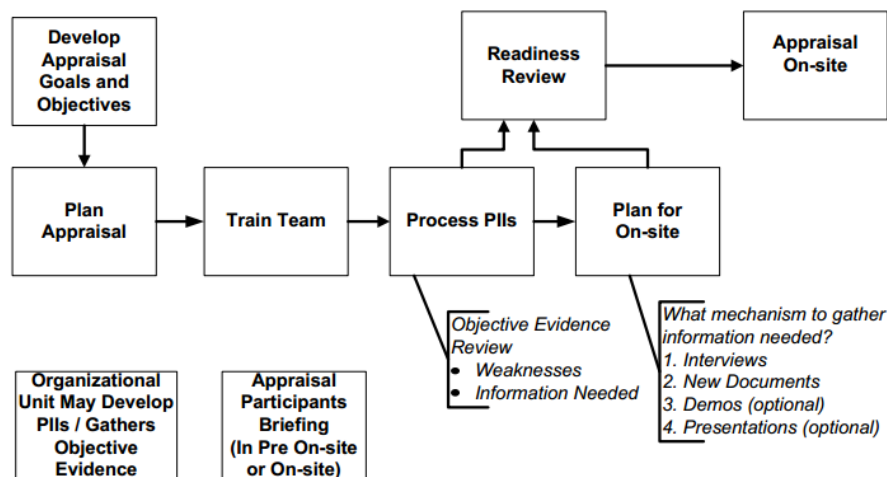 Develop
Appraisal
Goals and
Objectives
Readiness
Review
Appraisal
On-site
Plan
Appraisal
Train Team
Process PIIs
Plan for
On-site
Objective Evidence
Review
• Weaknesses
• Information Needed
What mechanism to gather
information needed?
1. Interviews
2. New Documents
3. Demos (optional)
4. Presentations (optional)
Organizational
Unit May Develop
PIIs / Gathers
Objective
Evidence
Appraisal
Participants
Briefing
(In Pre On-site
or On-site)